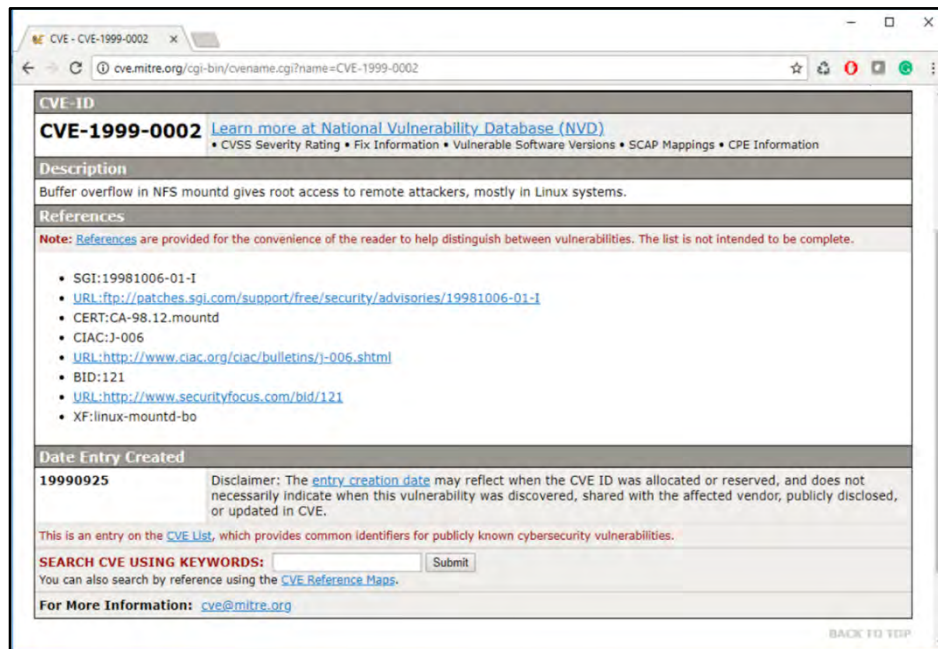 CVE - CVE-1999-0002
cve.mitre.org/cgi-bin/cvename.cgi?name=CVE-1999-0002
CVE-ID
CVE-1999-0002 Learn more at National Vulnerability Database (NVD)
• CVSS Severity Rating • Fix Information • Vulnerable Software Versions • SCAP Mappings • CPE Information
Description
Buffer overflow in NFS mountd gives root access to remote attackers, mostly in Linux systems.
References
Note: References are provided for the convenience of the reader to help distinguish between vulnerabilities. The list is not intended to be complete.
• SGI:19981006-01-I
• URL:ftp://patches.sgi.com/support/free/security/advisories/19981006-01-I
• CERT:CA-98.12.mountd
• CIAC:J-006
• URL:http://www.ciac.org/ciac/bulletins/j-006.shtml
• BID:121
• URL:http://www.securityfocus.com/bid/121
• XF:linux-mountd-bo
Date Entry Created
19990925 Disclaimer: The entry creation date may reflect when the CVE ID was allocated or reserved, and does not
necessarily indicate when this vulnerability was discovered, shared with the affected vendor, publicly disclosed,
or updated in CVE.
This is an entry on the CVE List, which provides common identifiers for publicly known cybersecurity vulnerabilities.
SEARCH CVE USING KEYWORDS: Submit
You can also search by reference using the CVE Reference Maps.
For More Information: cve@mitre.org
BACK TO TOP